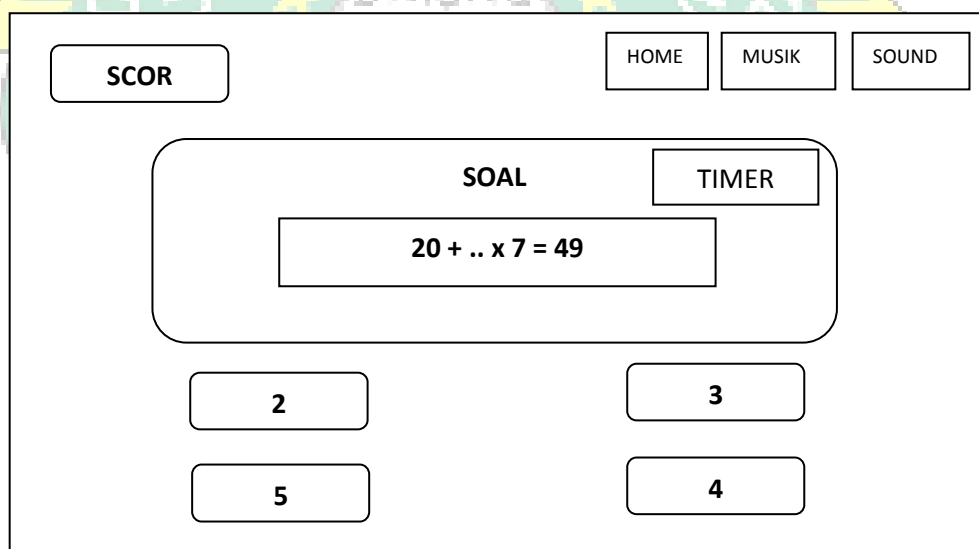 SCOR
HOME
MUSIK
SOUND
SOAL
TIMER
20 + .. x 7 = 49
2
3
5
4